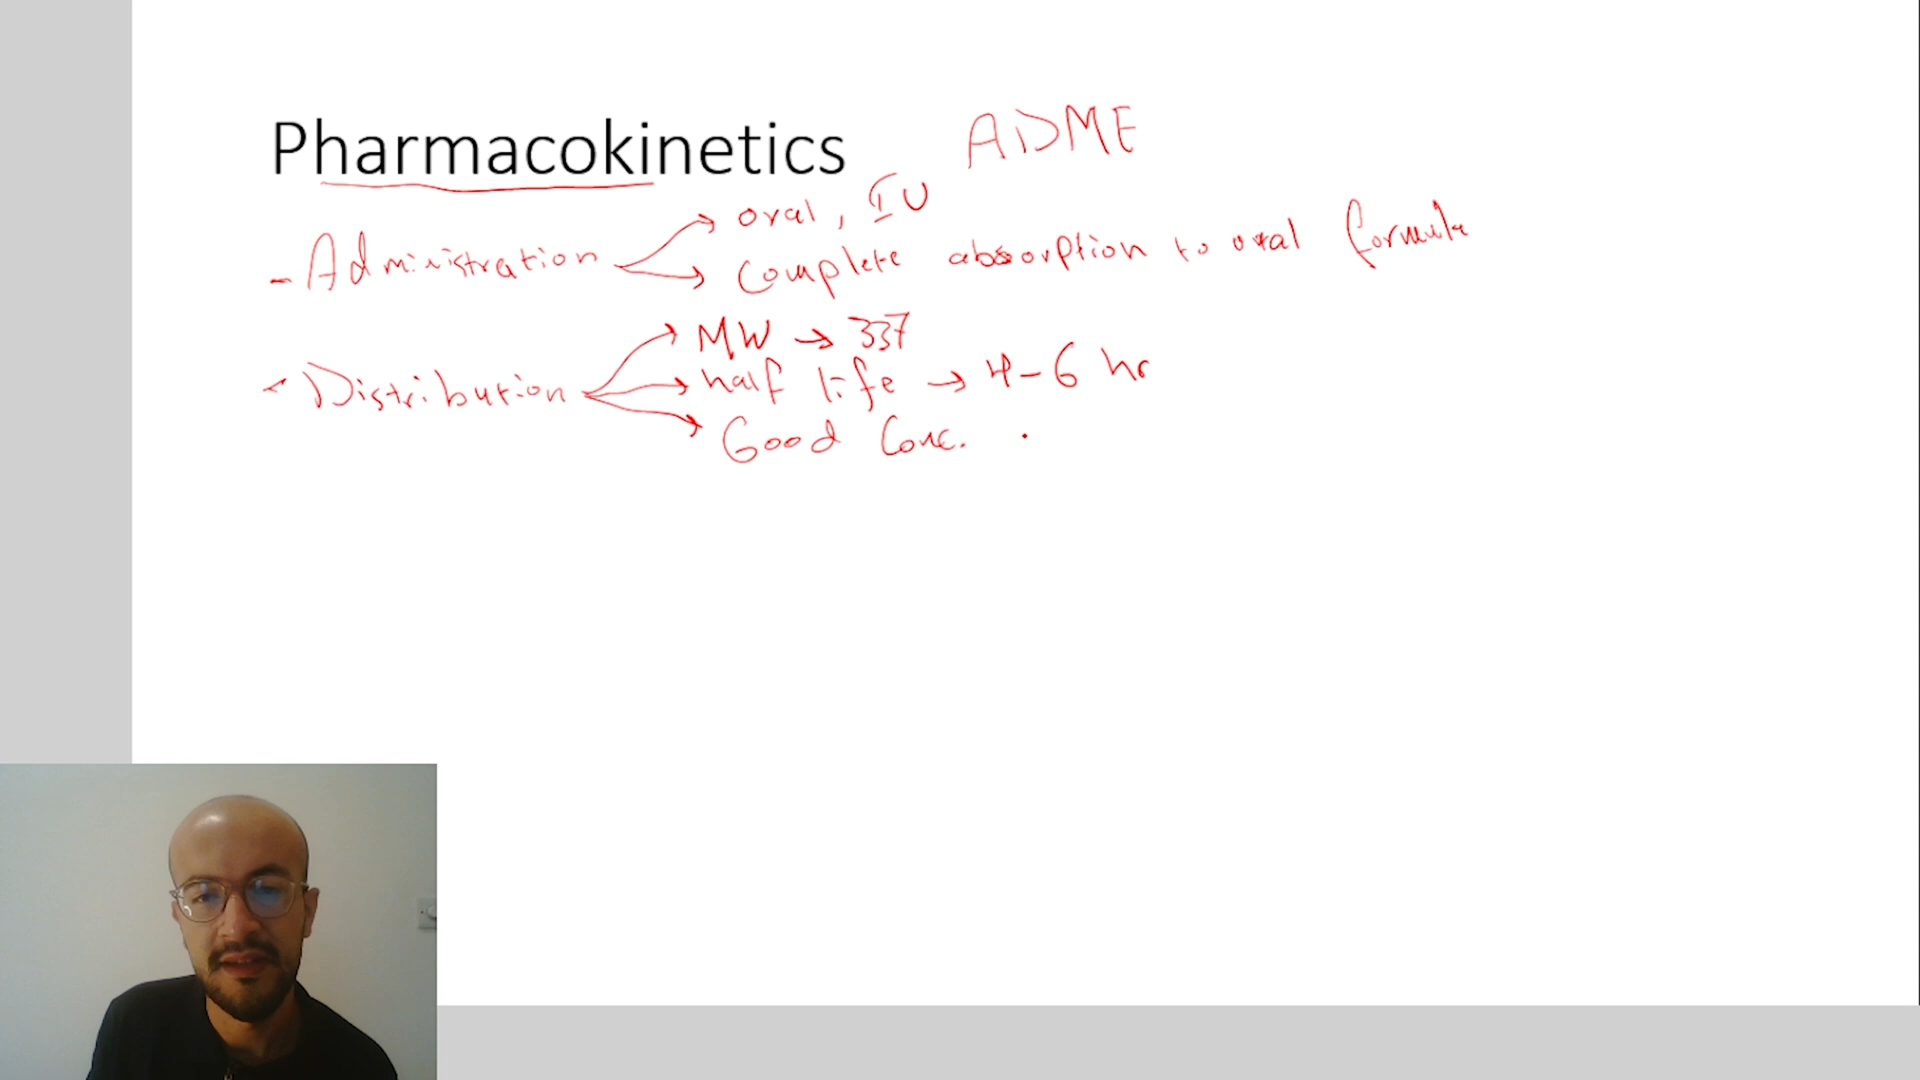 Pharmacokinetics ADME
- Administration → oral, IV
→ complete absorption to oral formula
- Distribution → MW → 337
→ half life → 4-6 hr
→ Good Conc.